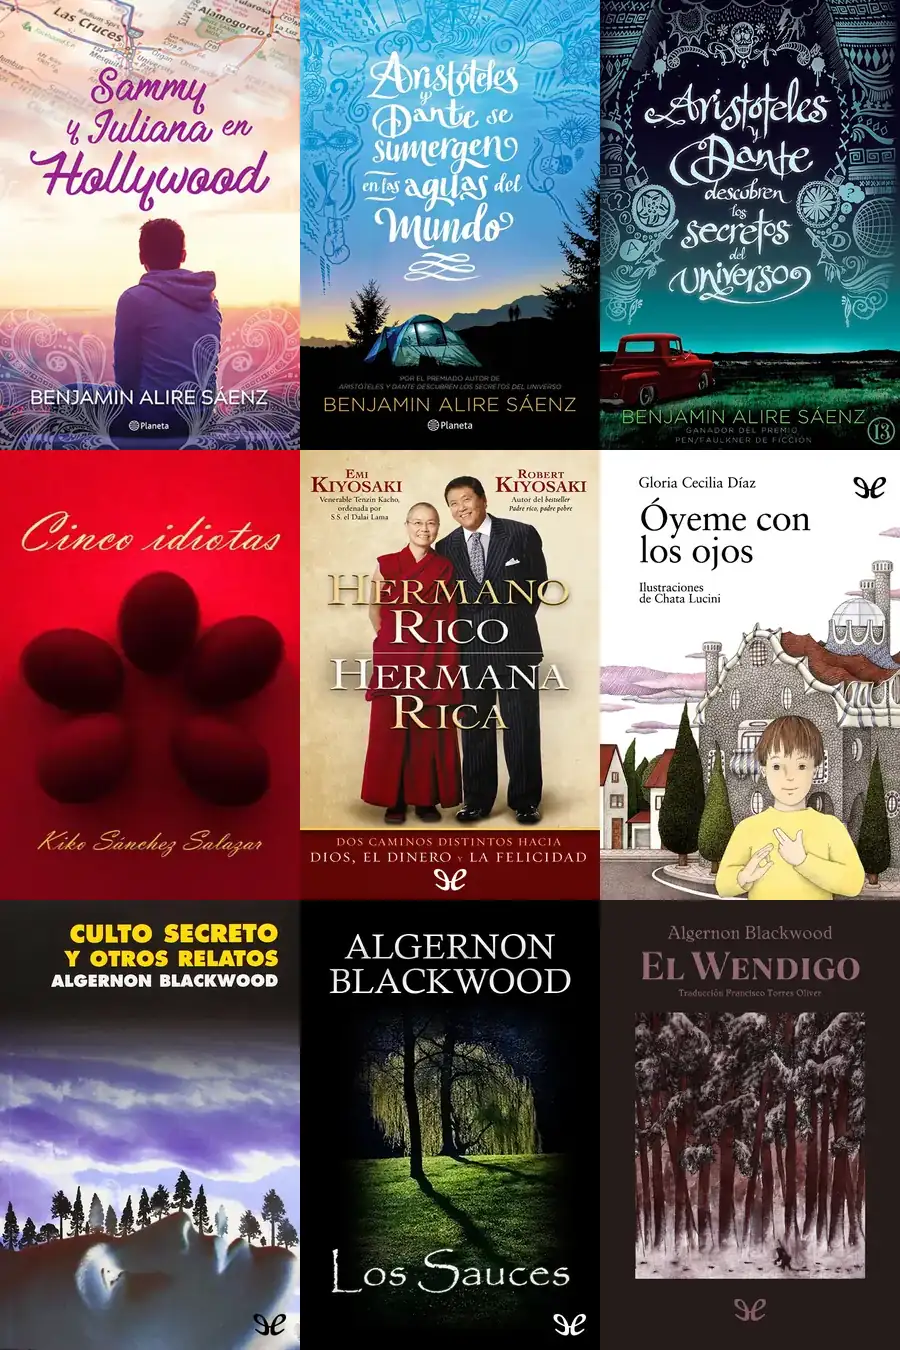 Las Cruces
Alamogordo
Sammy
y Juliana en
Hollywood
BENJAMIN ALIRE SÁENZ
Planeta
Aristóteles
y
Dante se
sumergen
en las aguas del
Mundo
POR EL PREMIADO AUTOR DE
ARISTÓTELES Y DANTE DESCUBREN LOS SECRETOS DEL UNIVERSO
BENJAMIN ALIRE SÁENZ
Planeta
Aristóteles
y
Dante
descubren
los
secretos
del
universo
BENJAMIN ALIRE SÁENZ
GANADOR DEL PREMIO
PEN/FAULKNER DE FICCIÓN
13
Cinco idiotas
Kiko Sánchez Salazar
EMI
KIYOSAKI
Venerable Tenzin Kacho,
ordenada por
S.S. el Dalai Lama
ROBERT
KIYOSAKI
Autor del bestseller
Padre rico, padre pobre
HERMANO
RICO
HERMANA
RICA
DOS CAMINOS DISTINTOS HACIA
DIOS, EL DINERO Y LA FELICIDAD
Gloria Cecilia Díaz
Óyeme con
los ojos
Ilustraciones
de Chata Lucini
CULTO SECRETO
Y OTROS RELATOS
ALGERNON BLACKWOOD
ALGERNON
BLACKWOOD
Los Sauces
Algernon Blackwood
EL WENDIGO
Traducción Francisco Torres Oliver